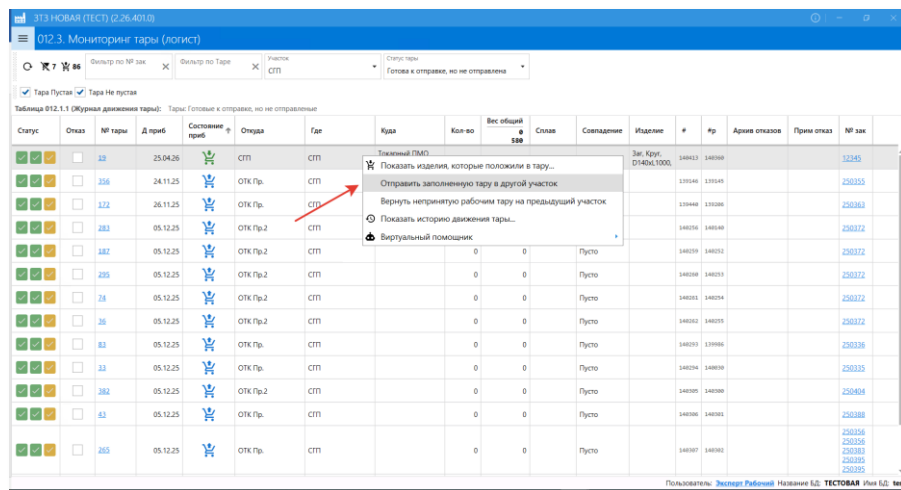 ЗТЗ НОВАЯ (ТЕСТ) (2.26.401.0)
012.3. Мониторинг тары (логист)
7 86 Фильтр по № зак Фильтр по Таре Участок СГП Статус тары Готова к отправке, но не отправлена
Тара Пустая Тара Не пустая
Таблица 012.1.1 (Журнал движения тары): Тары: Готовые к отправке, но не отправленые
Статус Отказ № тары Д приб Состояние приб Откуда Где Куда Кол-во Вес общий 0 580 Сплав Совпадение Изделие # #р Архив отказов Прим отказ № зак
19 25.04.26 СГП СГП Токарный ПМО Заг, Круг, D140xL1000, 140413 140360 12345
Показать изделия, которые положили в тару...
356 24.11.25 ОТК Пр. СГП 139146 139145 250355
Отправить заполненную тару в другой участок
172 26.11.25 ОТК Пр. СГП 139440 139286 250363
Вернуть непринятую рабочим тару на предыдущий участок
283 05.12.25 ОТК Пр.2 СГП 140256 140140 250372
Показать историю движения тары...
Виртуальный помощник
187 05.12.25 ОТК Пр.2 СГП 0 0 Пусто 140259 140252 250372
295 05.12.25 ОТК Пр.2 СГП 0 0 Пусто 140260 140253 250372
74 05.12.25 ОТК Пр.2 СГП 0 0 Пусто 140261 140254 250372
36 05.12.25 ОТК Пр.2 СГП 0 0 Пусто 140262 140255 250372
83 05.12.25 ОТК Пр. СГП 0 0 Пусто 140293 139986 250336
33 05.12.25 ОТК Пр. СГП 0 0 Пусто 140294 140030 250335
382 05.12.25 ОТК Пр.2 СГП 0 0 Пусто 140305 140300 250404
43 05.12.25 ОТК Пр. СГП 0 0 Пусто 140306 140301 250388
265 05.12.25 ОТК Пр. СГП 0 0 Пусто 140307 140302 250356
250356
250383
250395
250395
Пользователь: Эксперт Рабочий Название БД: ТЕСТОВАЯ Имя БД: